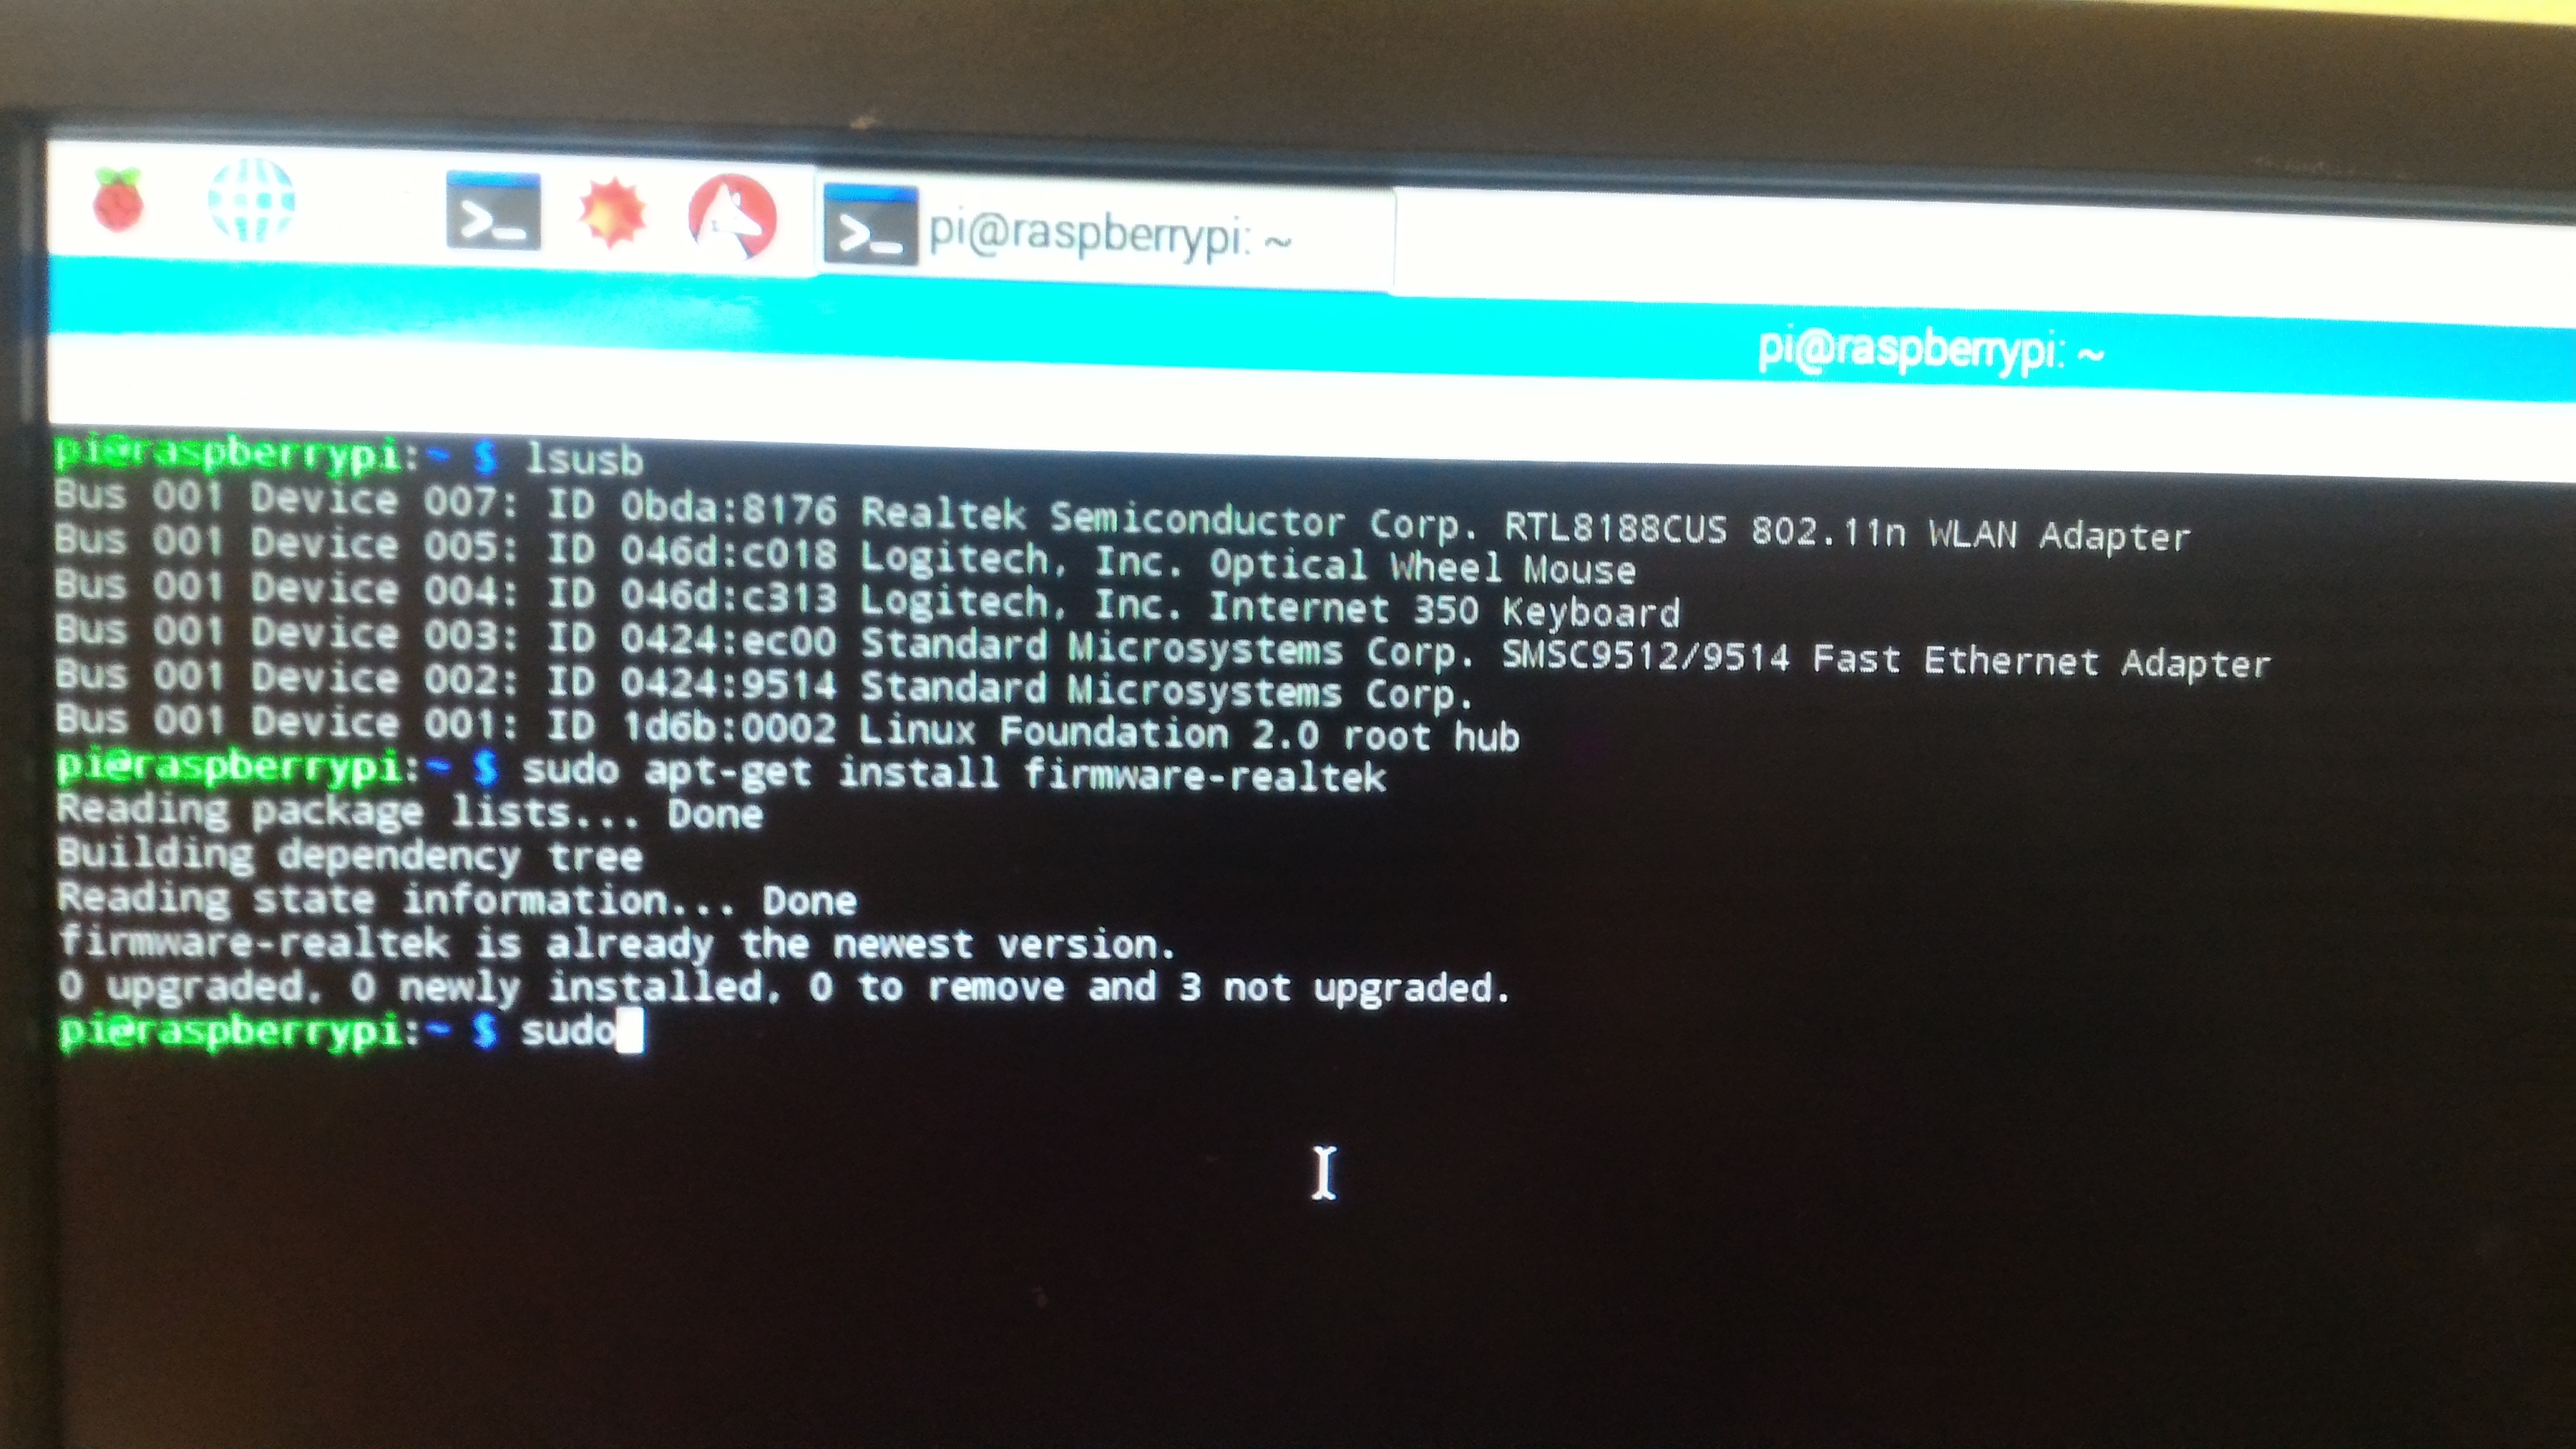 pi@raspberrypi: ~
pi@raspberrypi: ~
pi@raspberrypi:~ $ lsusb
Bus 001 Device 007: ID 0bda:8176 Realtek Semiconductor Corp. RTL8188CUS 802.11n WLAN Adapter
Bus 001 Device 005: ID 046d:c018 Logitech, Inc. Optical Wheel Mouse
Bus 001 Device 004: ID 046d:c313 Logitech, Inc. Internet 350 Keyboard
Bus 001 Device 003: ID 0424:ec00 Standard Microsystems Corp. SMSC9512/9514 Fast Ethernet Adapter
Bus 001 Device 002: ID 0424:9514 Standard Microsystems Corp.
Bus 001 Device 001: ID 1d6b:0002 Linux Foundation 2.0 root hub
pi@raspberrypi:~ $ sudo apt-get install firmware-realtek
Reading package lists... Done
Building dependency tree
Reading state information... Done
firmware-realtek is already the newest version.
0 upgraded, 0 newly installed, 0 to remove and 3 not upgraded.
pi@raspberrypi:~ $ sudo